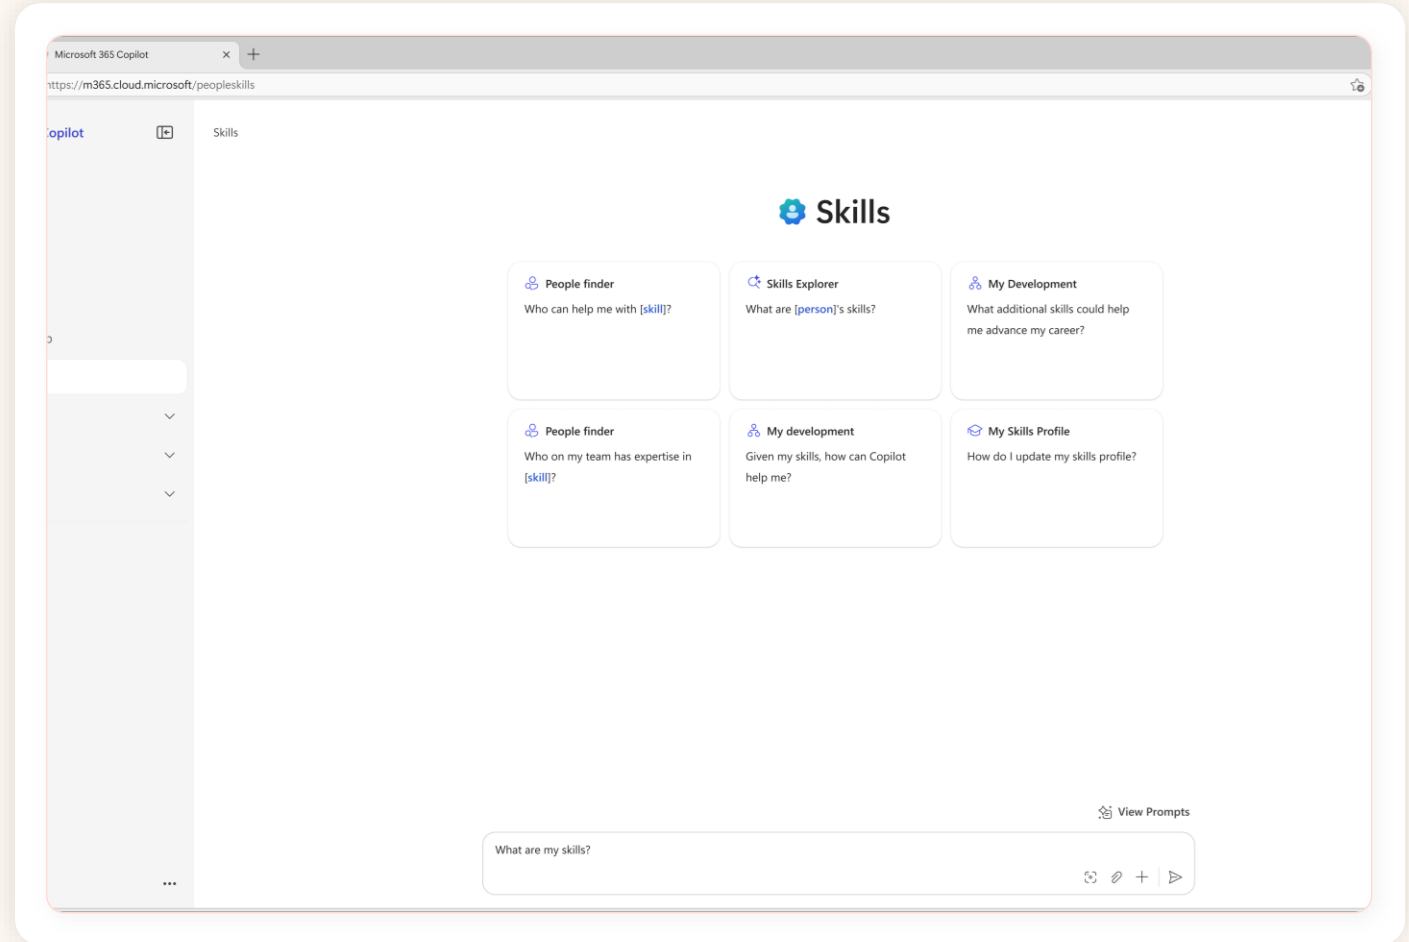 Microsoft 365 Copilot
https://m365.cloud.microsoft/peopleskills
opilot
Skills
Skills
People finder
Who can help me with [skill]?
Skills Explorer
What are [person]'s skills?
My Development
What additional skills could help
me advance my career?
People finder
Who on my team has expertise in
[skill]?
My development
Given my skills, how can Copilot
help me?
My Skills Profile
How do I update my skills profile?
View Prompts
What are my skills?